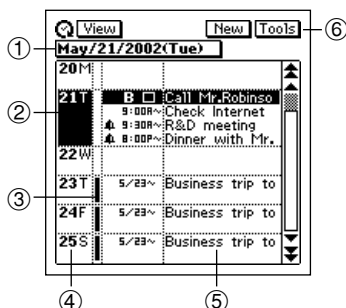 View New Tools ⑥
① May/21/2002(Tue)
20M
② 21T B Call Mr.Robinso
9:00A~Check Internet
9:30A~R&D meeting
8:00P~Dinner with Mr.
22W
③ 23T 5/23~ Business trip to
24F 5/23~ Business trip to
25S 5/23~ Business trip to
④ ⑤